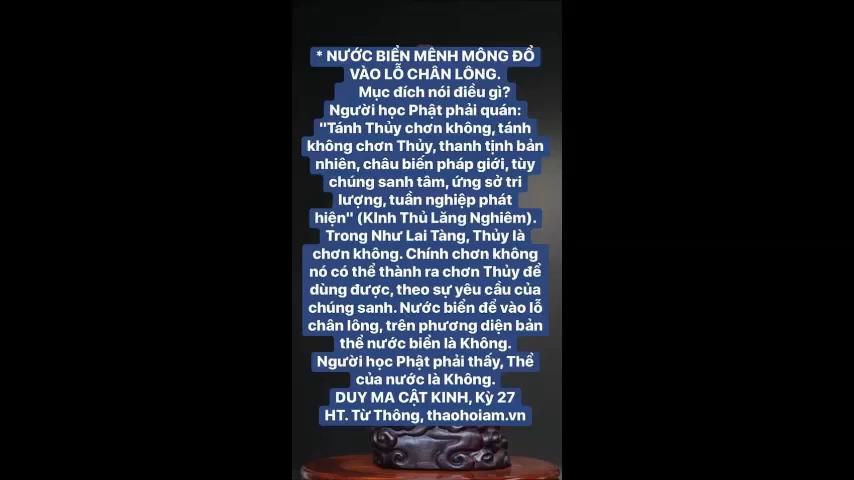 * NƯỚC BIỂN MÊNH MÔNG ĐỔ
VÀO LỖ CHÂN LÔNG.
Mục đích nói điều gì?
Người học Phật phải quán:
"Tánh Thủy chơn không, tánh
không chơn Thủy, thanh tịnh bản
nhiên, châu biến pháp giới, tùy
chúng sanh tâm, ứng sở tri
lượng, tuần nghiệp phát
hiện" (KInh Thủ Lăng Nghiêm).
Trong Như Lai Tàng, Thủy là
chơn không. Chính chơn không
nó có thể thành ra chơn Thủy để
dùng được, theo sự yêu cầu của
chúng sanh. Nước biển để vào lỗ
chân lông, trên phương diện bản
thể nước biển là Không.
Người học Phật phải thấy, Thể
của nước là Không.
DUY MA CẬT KINH, Kỳ 27
HT. Từ Thông, thaohoiam.vn